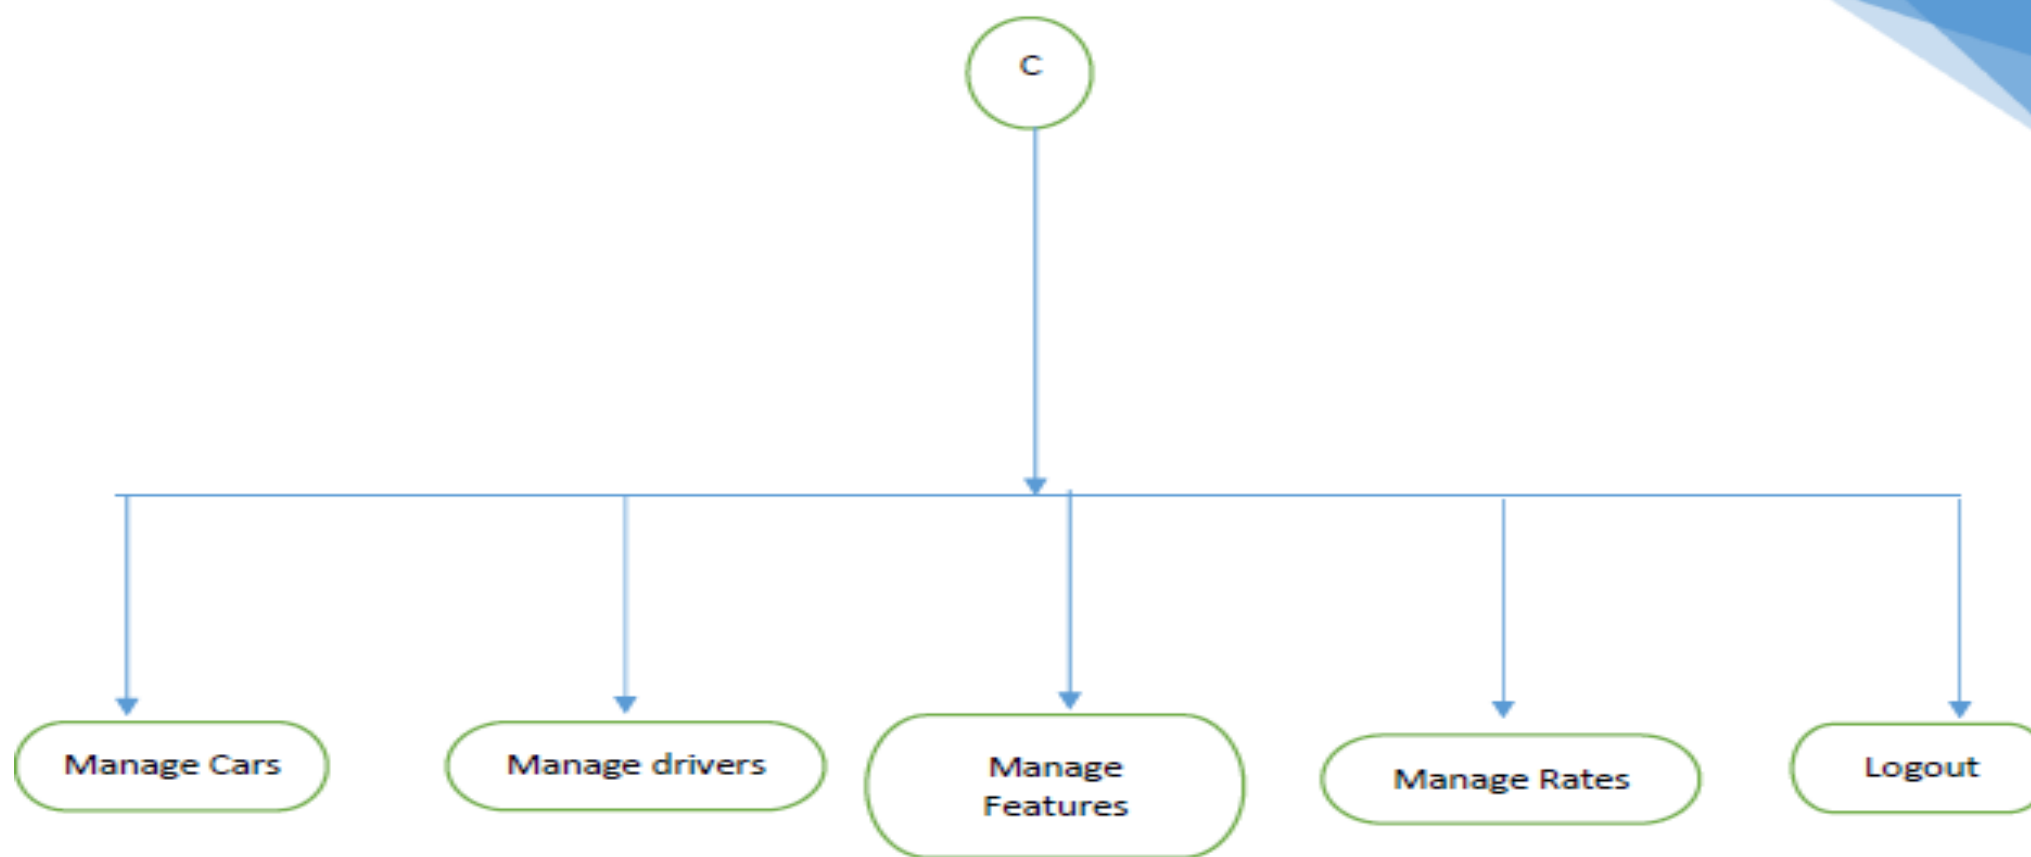 C
Manage Cars
Manage drivers
Manage
Features
Manage Rates
Logout